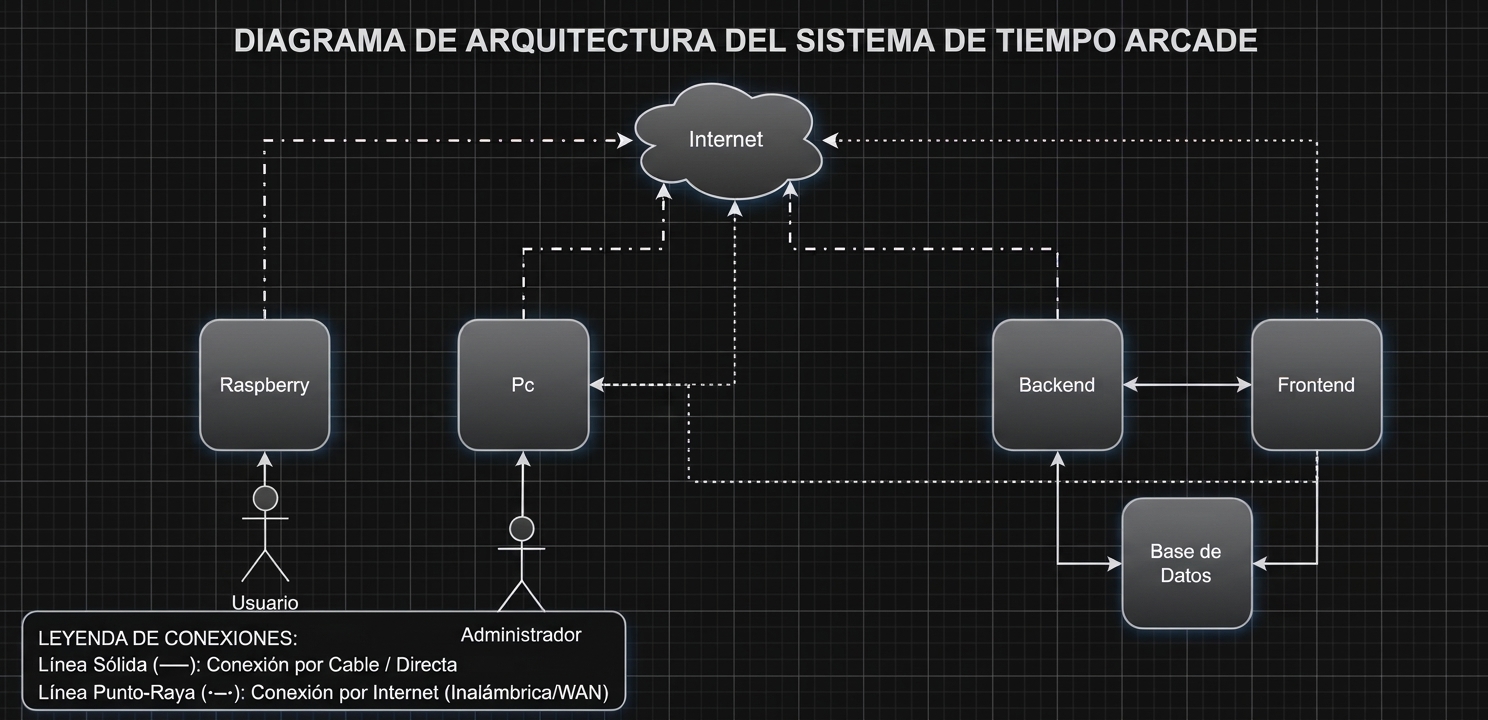 DIAGRAMA DE ARQUITECTURA DEL SISTEMA DE TIEMPO ARCADE
Internet
Raspberry
Pc
Backend
Frontend
Base de
Datos
Usuario
Administrador
LEYENDA DE CONEXIONES:
Línea Sólida (——): Conexión por Cable / Directa
Línea Punto-Raya (·–·): Conexión por Internet (Inalámbrica/WAN)